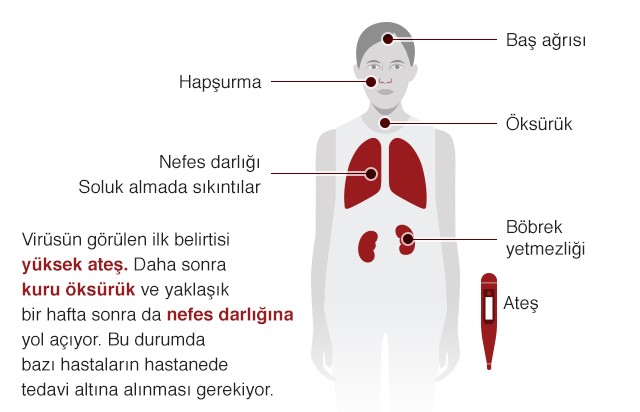 Baş ağrısı
Hapşurma
Öksürük
Nefes darlığı
Soluk almada sıkıntılar
Böbrek
yetmezliği
Ateş
Virüsün görülen ilk belirtisi
yüksek ateş. Daha sonra
kuru öksürük ve yaklaşık
bir hafta sonra da nefes darlığına
yol açıyor. Bu durumda
bazı hastaların hastanede
tedavi altına alınması gerekiyor.